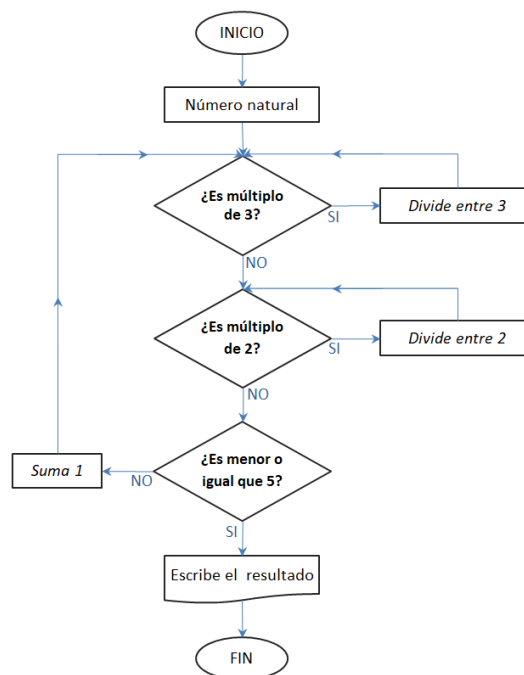 INICIO
Número natural
¿Es múltiplo
de 3?
SI
Divide entre 3
NO
¿Es múltiplo
de 2?
SI
Divide entre 2
NO
¿Es menor o
igual que 5?
NO
Suma 1
SI
Escribe el resultado
FIN